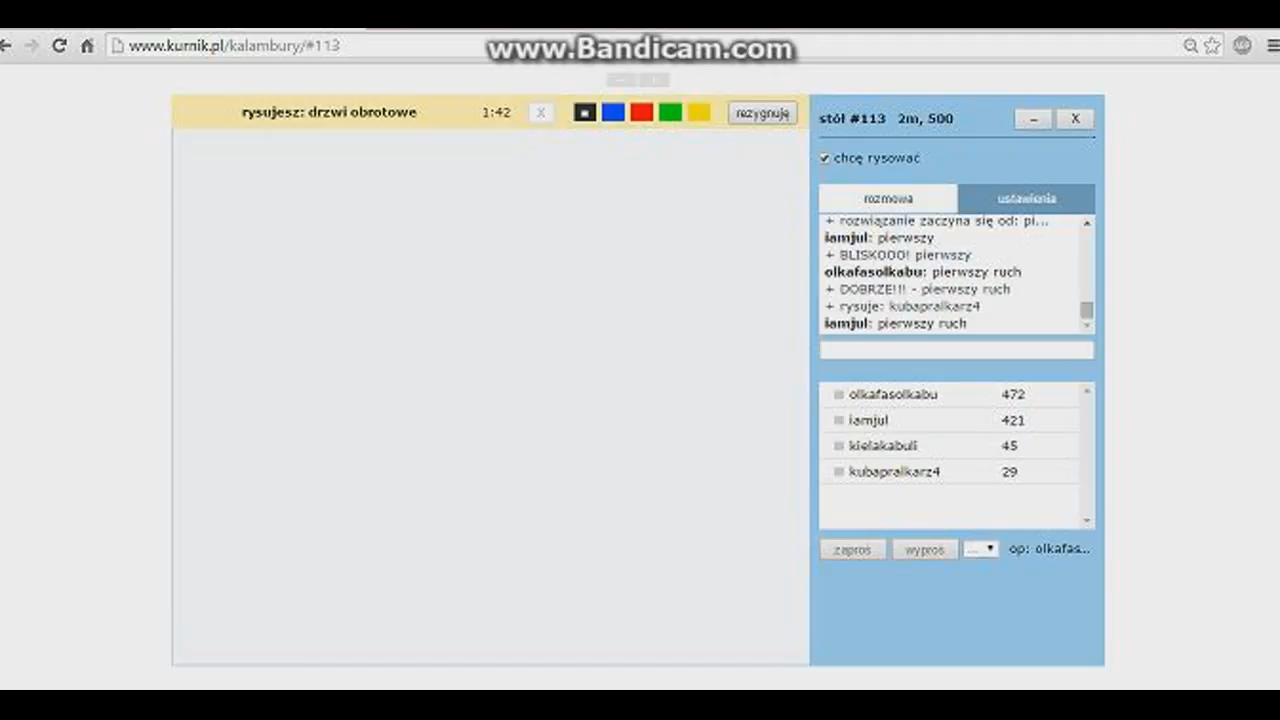 www.kurnik.pl/kalambury/#113
www.Bandicam.com
rysujesz: drzwi obrotowe 1:42 X rezygnuję
stół #113 2m, 500 – X
chcę rysować
rozmowa ustawienia
+ rozwiązanie zaczyna się od: pi...
iamjul: pierwszy
+ BLISKOOO! pierwszy
olkafasolkabu: pierwszy ruch
+ DOBRZE!!! - pierwszy ruch
+ rysuje: kubapralkarz4
iamjul: pierwszy ruch
olkafasolkabu 472
iamjul 421
kielakabuli 45
kubapralkarz4 29
zaproś wyproś ... op: olkafas...